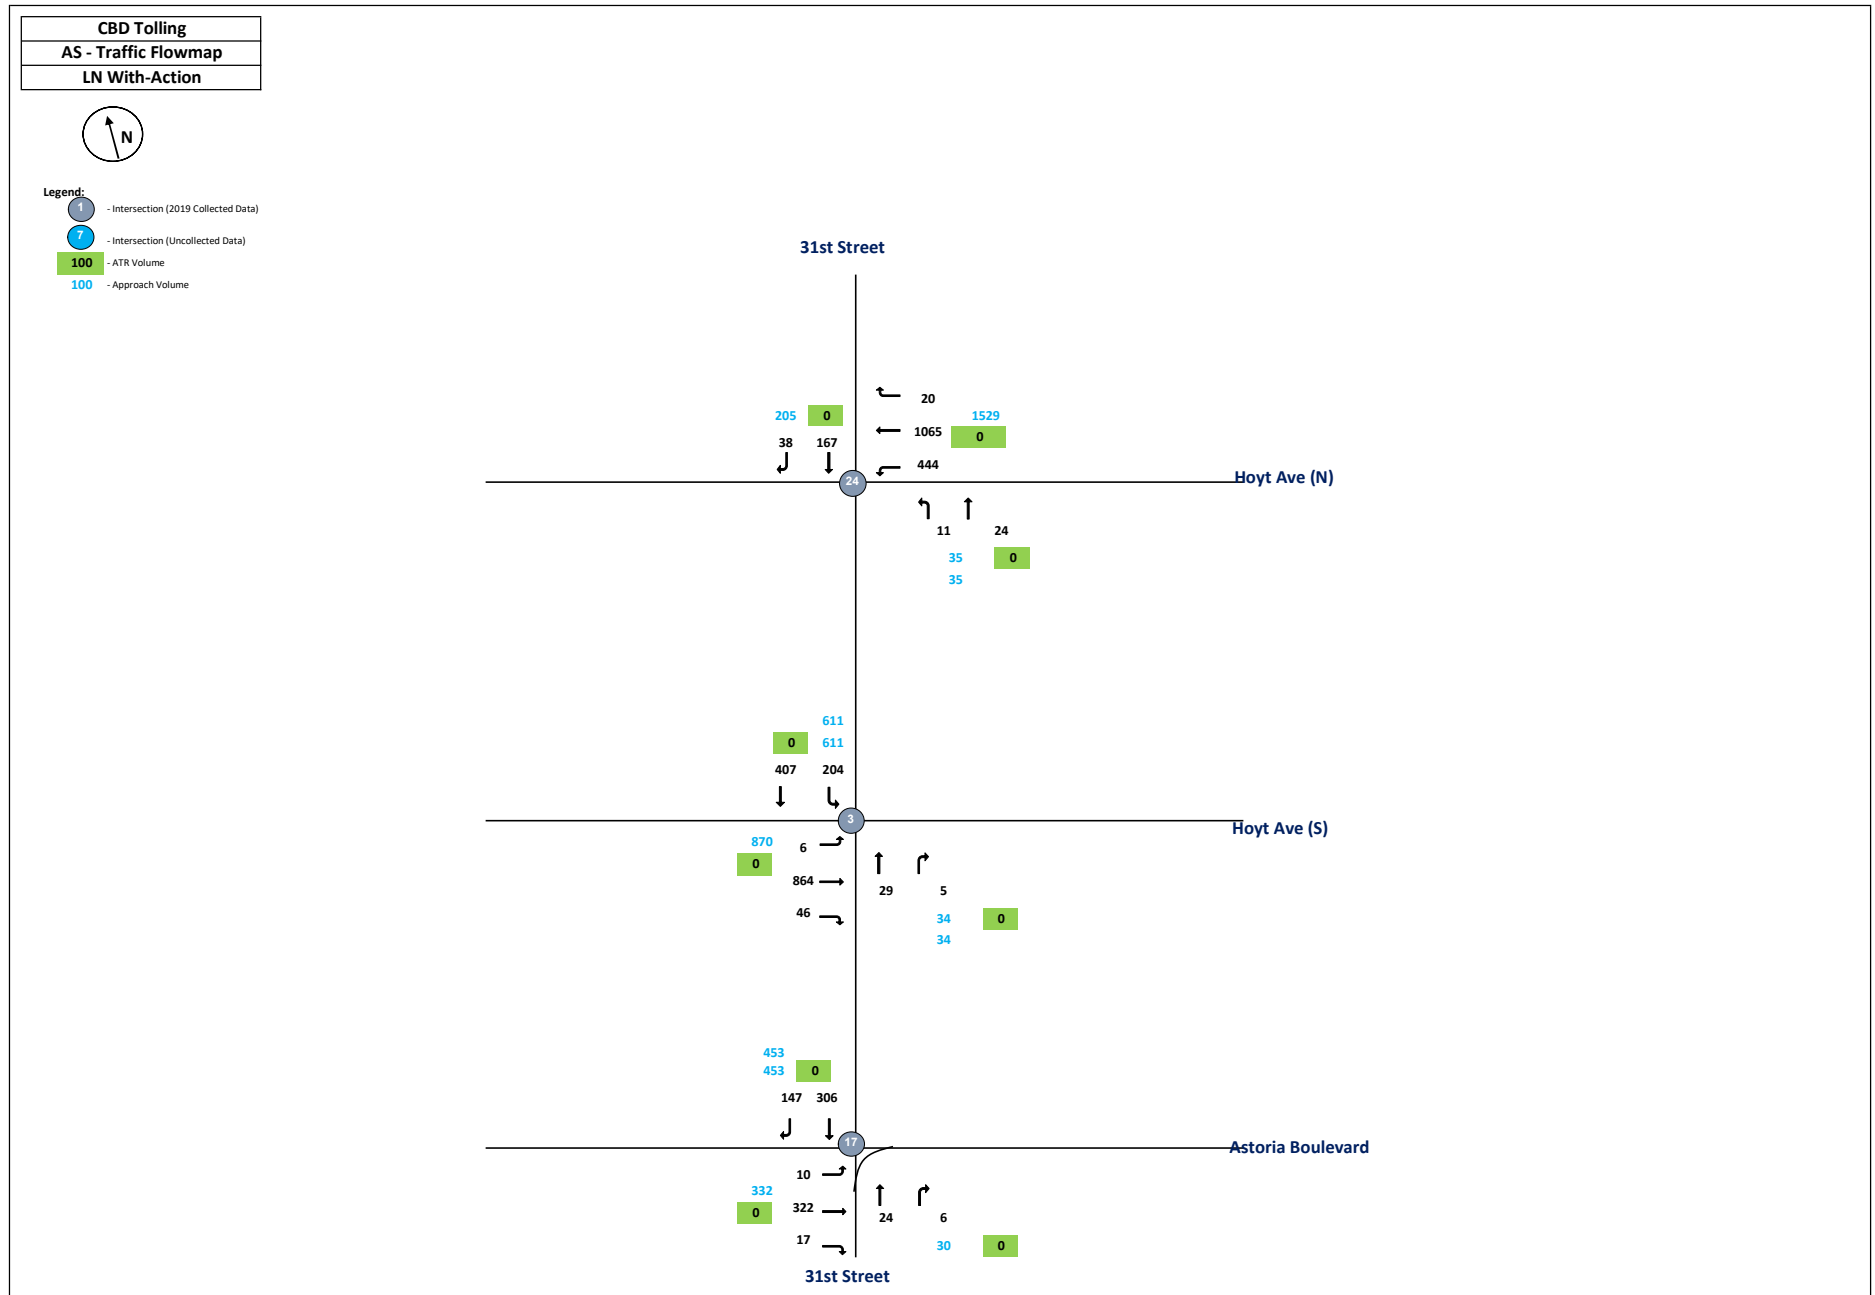 CBD Tolling
AS - Traffic Flowmap
LN With-Action
N
Legend:
1 - Intersection (2019 Collected Data)
7 - Intersection (Uncollected Data)
100 - ATR Volume
100 - Approach Volume
31st Street
20
205 0 1529
1065 0
38 167
444
Hoyt Ave (N)
24
11 24
35 0
35
611
0 611
407 204
3
Hoyt Ave (S)
870 6
0
864 29 5
46 34 0
34
453
453 0
147 306
17
Astoria Boulevard
10
332
0 322 24 6
17 30 0
31st Street